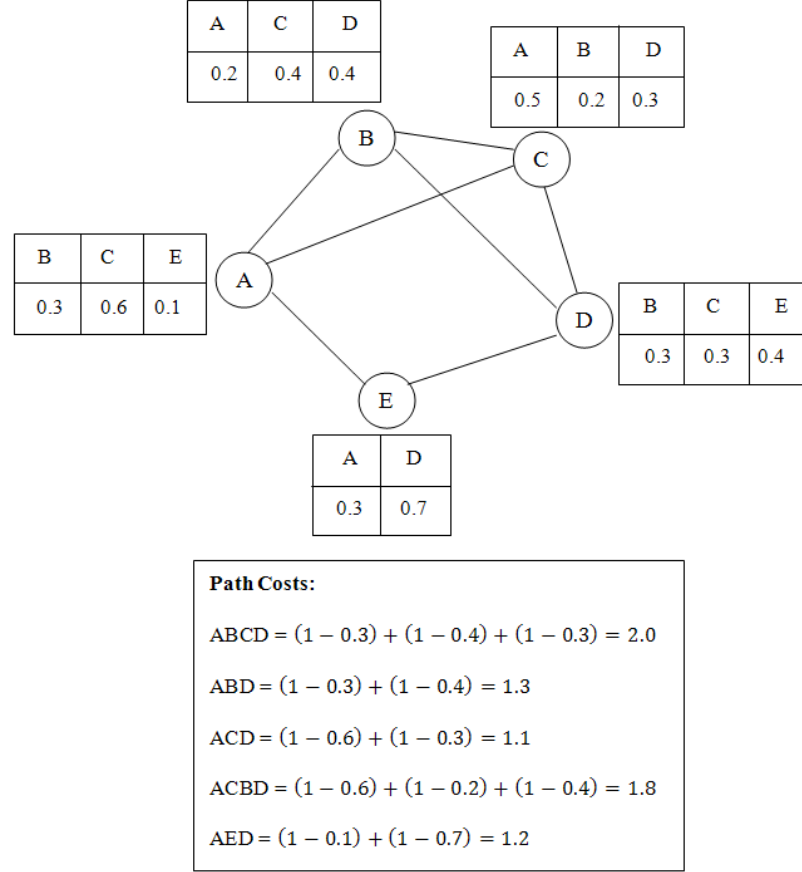 A C D
0.2 0.4 0.4
A B D
0.5 0.2 0.3
B
C
B C E
0.3 0.6 0.1
A
D
B C E
0.3 0.3 0.4
E
A D
0.3 0.7
Path Costs:
ABCD = (1 − 0.3) + (1 − 0.4) + (1 − 0.3) = 2.0
ABD = (1 − 0.3) + (1 − 0.4) = 1.3
ACD = (1 − 0.6) + (1 − 0.3) = 1.1
ACBD = (1 − 0.6) + (1 − 0.2) + (1 − 0.4) = 1.8
AED = (1 − 0.1) + (1 − 0.7) = 1.2